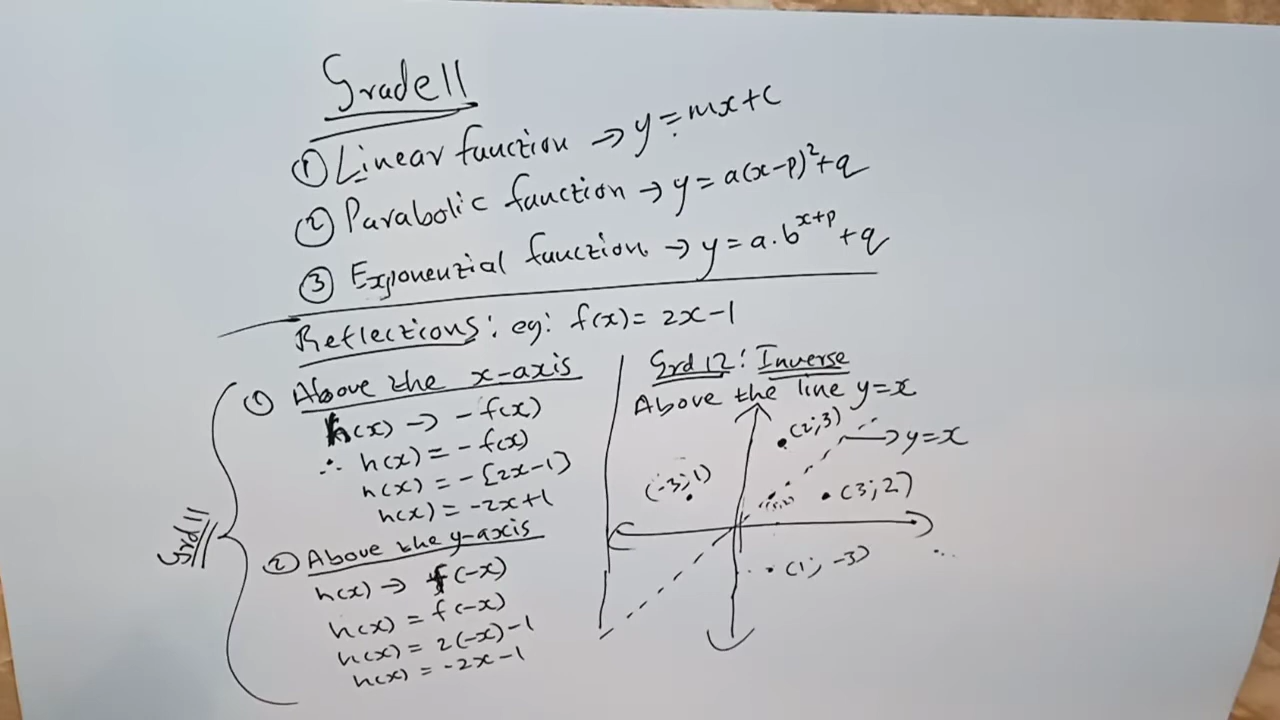 Grade 11
① Linear function → y = mx+c
② Parabolic function → y = a(x-p)²+q
③ Exponential function → y = a.b^(x+p) + q
Reflections: eg: f(x) = 2x-1
① Above the x-axis
h(x) → -f(x)
∴ h(x) = -f(x)
h(x) = -[2x-1]
h(x) = -2x+1
② Above the y-axis
h(x) → f(-x)
h(x) = f(-x)
h(x) = 2(-x)-1
h(x) = -2x-1
Grd 11
Grd 12: Inverse
Above the line y=x
(2;3)
y=x
(-3;1)
(3;2)
(1; -3)
...